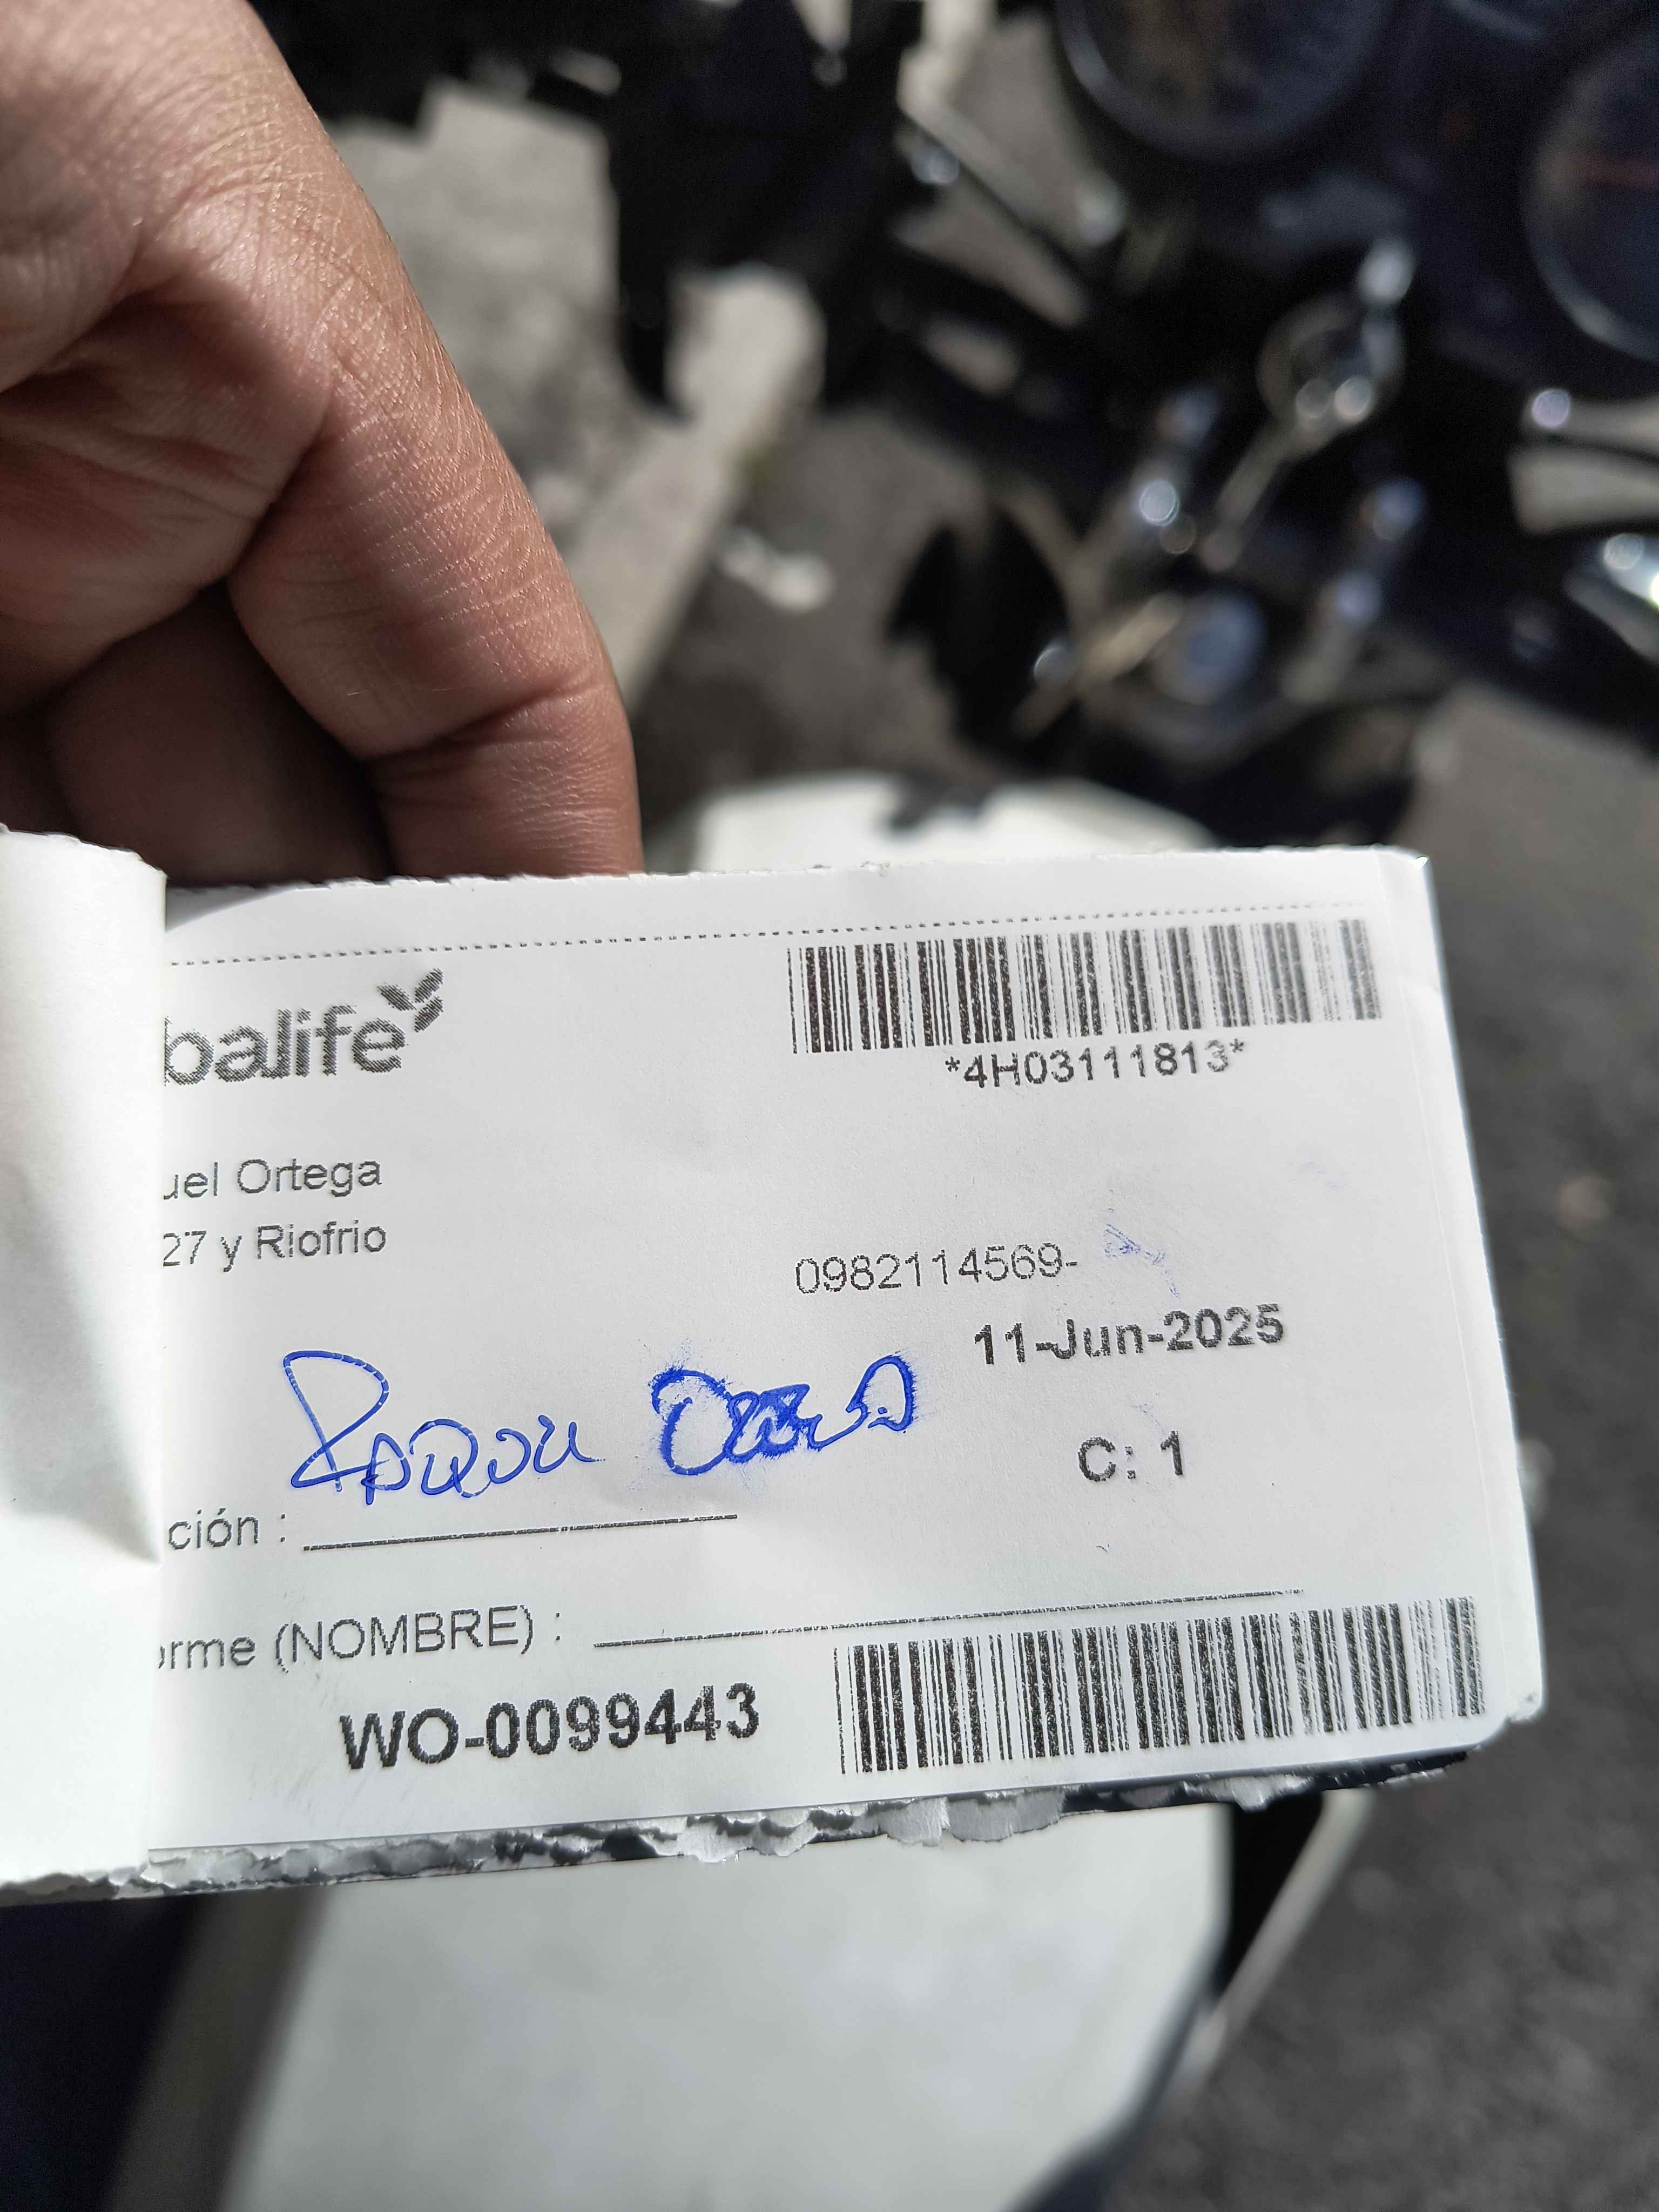 balife
*4H03111813*
uel Ortega
27 y Riofrio
0982114569-
11-Jun-2025
C: 1
ción :
orme (NOMBRE) :
WO-0099443